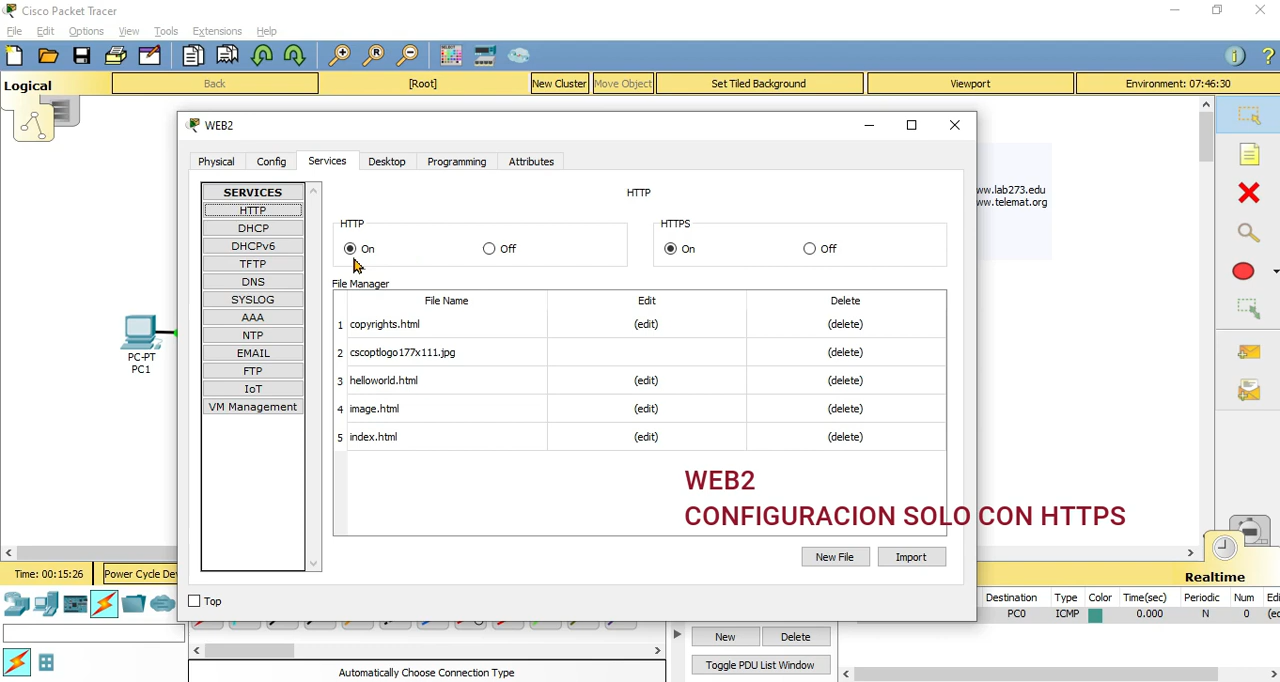 Cisco Packet Tracer
File Edit Options View Tools Extensions Help
Logical Back [Root] New Cluster Move Object Set Tiled Background Viewport Environment: 07:46:30
WEB2
Physical Config Services Desktop Programming Attributes
SERVICES
HTTP
DHCP
DHCPv6
TFTP
DNS
SYSLOG
AAA
NTP
EMAIL
FTP
IoT
VM Management
HTTP
HTTP
On Off
HTTPS
On Off
File Manager
File Name Edit Delete
1 copyrights.html (edit) (delete)
2 cscoptlogo177x111.jpg (delete)
3 helloworld.html (edit) (delete)
4 image.html (edit) (delete)
5 index.html (edit) (delete)
WEB2
CONFIGURACION SOLO CON HTTPS
New File Import
Top
ww.lab273.edu
ww.telemat.org
PC-PT
PC1
Time: 00:15:26 Power Cycle Dev
Realtime
Destination Type Color Time(sec) Periodic Num Edi
PC0 ICMP 0.000 N 0 (ed
New Delete
Toggle PDU List Window
Automatically Choose Connection Type